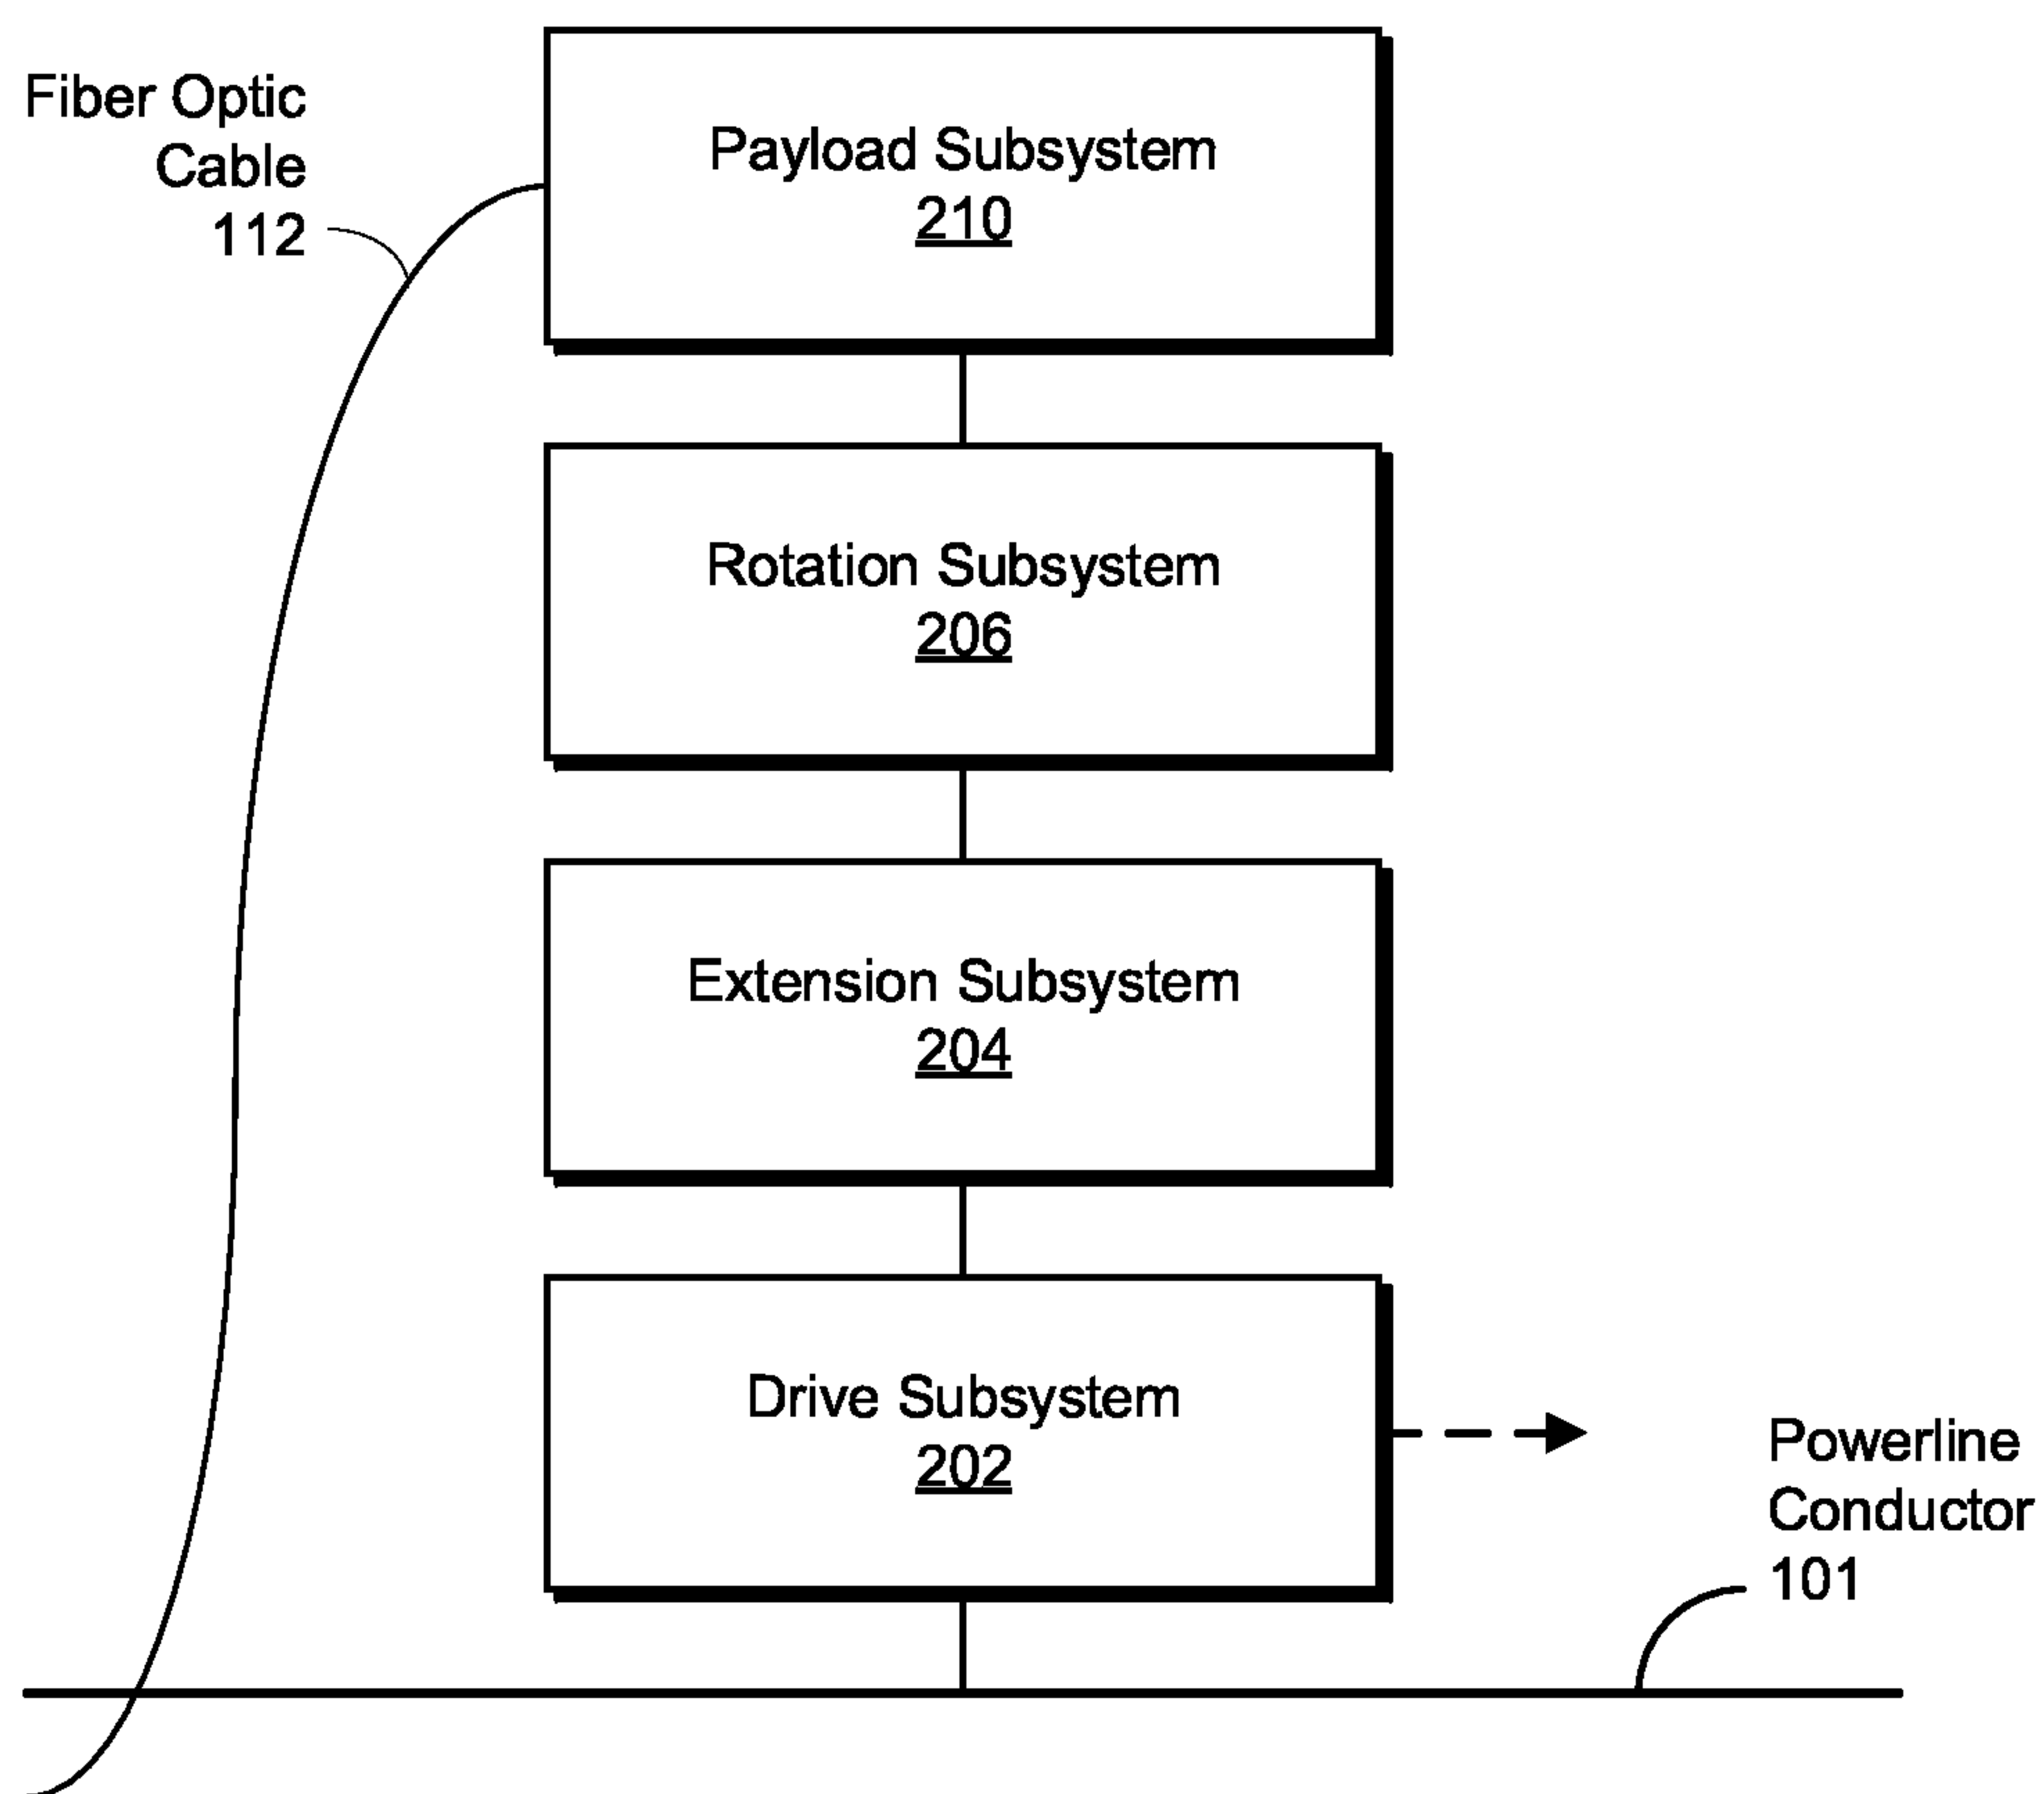 Fiber Optic
Cable
112
Payload Subsystem
210
Rotation Subsystem
206
Extension Subsystem
204
Drive Subsystem
202
Powerline
Conductor
101